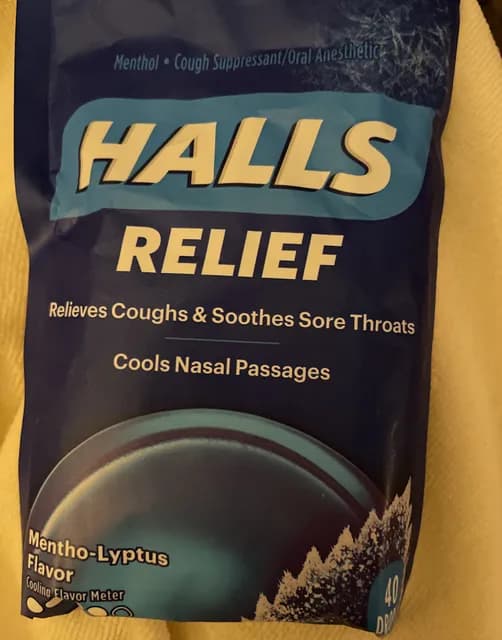 Menthol • Cough Suppressant/Oral Anesthetic
HALLS
RELIEF
Relieves Coughs & Soothes Sore Throats
Cools Nasal Passages
Mentho-Lyptus
Flavor
Cooling Flavor Meter
40